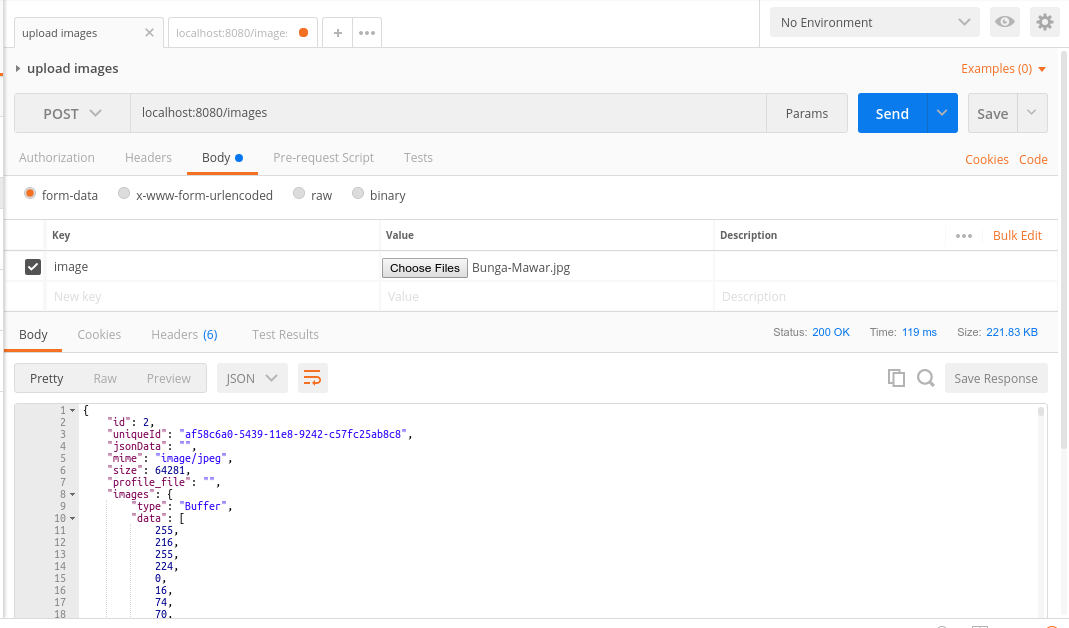 upload images
localhost:8080/image:
No Environment
upload images
Examples (0)
POST
localhost:8080/images
Params
Send
Save
Authorization
Headers
Body
Pre-request Script
Tests
Cookies
Code
form-data
x-www-form-urlencoded
raw
binary
Key
Value
Description
Bulk Edit
image
Choose Files
Bunga-Mawar.jpg
New key
Value
Description
Body
Cookies
Headers (6)
Test Results
Status: 200 OK
Time: 119 ms
Size: 221.83 KB
Pretty
Raw
Preview
JSON
Save Response
1 {
2 "id": 2,
3 "uniqueId": "af58c6a0-5439-11e8-9242-c57fc25ab8c8",
4 "jsonData": "",
5 "mime": "image/jpeg",
6 "size": 64281,
7 "profile_file": "",
8 "images": {
9 "type": "Buffer",
10 "data": [
11 255,
12 216,
13 255,
14 224,
15 0,
16 16,
17 74,
18 70,